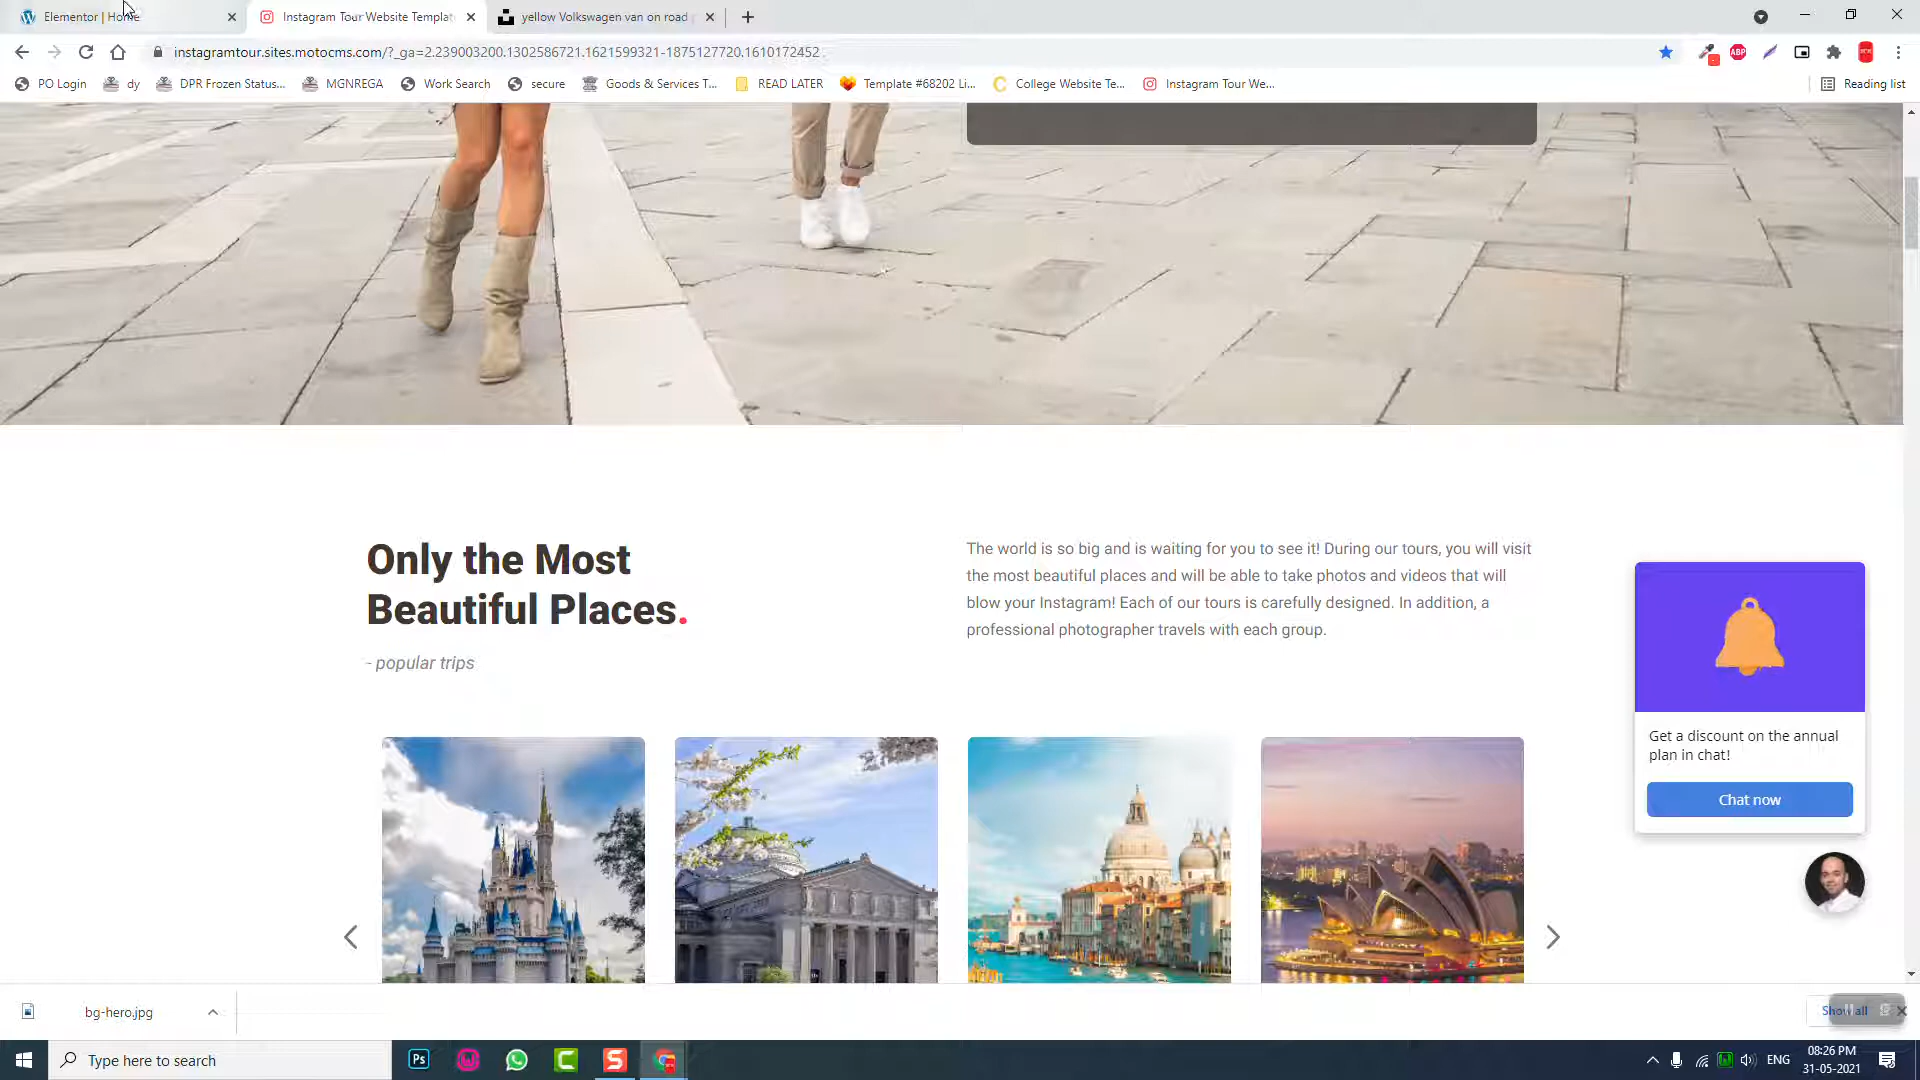 Elementor | Home
Instagram Tour Website Templat
yellow Volkswagen van on road
instagramtour.sites.motocms.com/?_ga=2.239003200.1302586721.1621599321-1875127720.1610172452
ABP
PO Login
dy
DPR Frozen Status...
MGNREGA
Work Search
secure
Goods & Services T...
READ LATER
Template #68202 Li...
College Website Te...
Instagram Tour We...
Reading list
Only the Most
Beautiful Places.
- popular trips
The world is so big and is waiting for you to see it! During our tours, you will visit
the most beautiful places and will be able to take photos and videos that will
blow your Instagram! Each of our tours is carefully designed. In addition, a
professional photographer travels with each group.
Get a discount on the annual
plan in chat!
Chat now
bg-hero.jpg
Show all
Type here to search
Ps
ENG
08:26 PM
31-05-2021